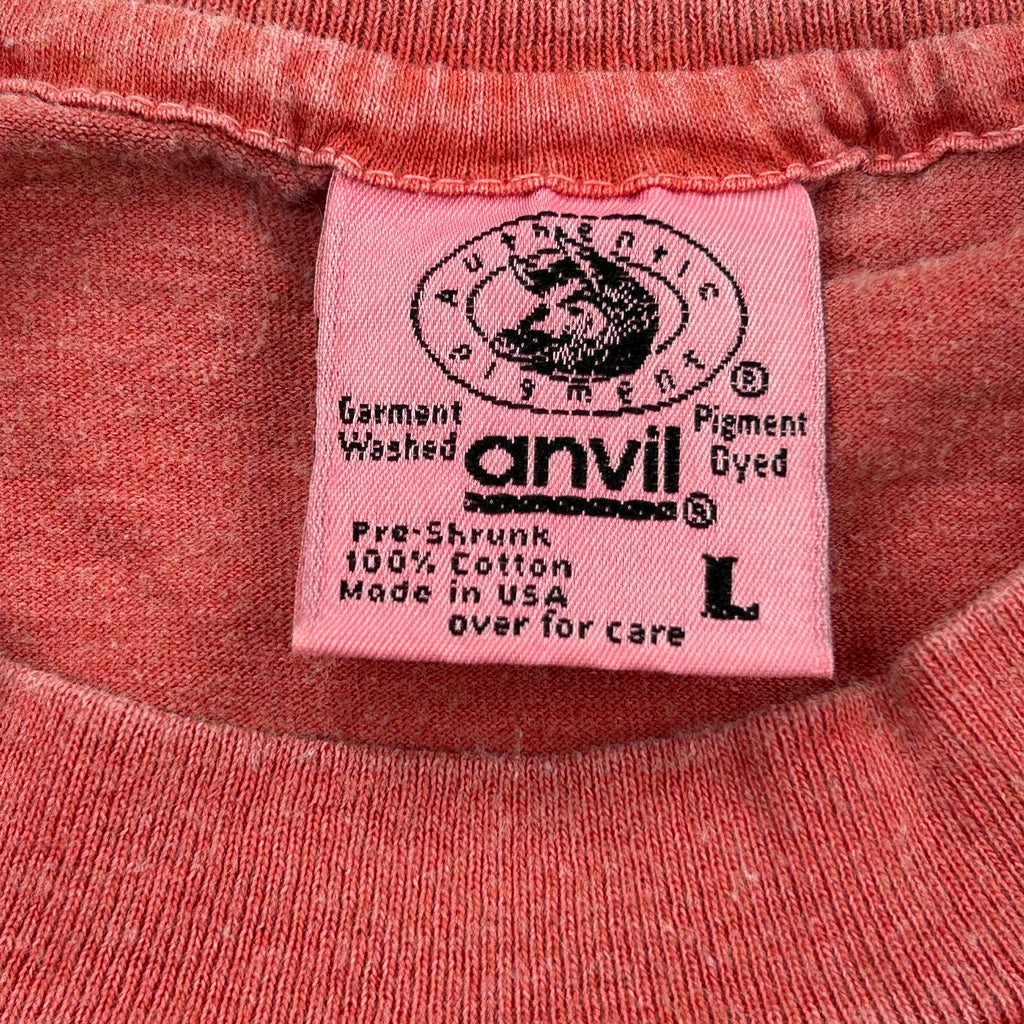 Authentic
pigment ®
Garment
Washed
Pigment
Dyed
anvil ®
Pre-Shrunk
100% Cotton
Made in USA
over for care
L